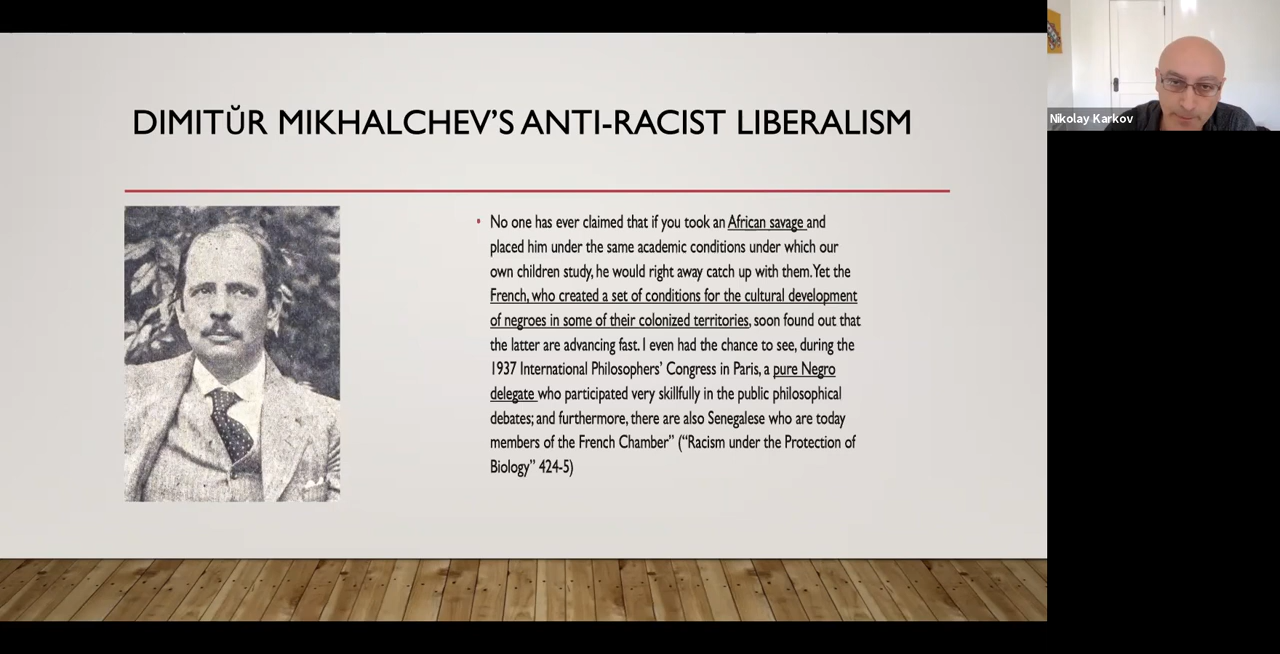 DIMITŬR MIKHALCHEV'S ANTI-RACIST LIBERALISM
• No one has ever claimed that if you took an African savage and
placed him under the same academic conditions under which our
own children study, he would right away catch up with them. Yet the
French, who created a set of conditions for the cultural development
of negroes in some of their colonized territories, soon found out that
the latter are advancing fast. I even had the chance to see, during the
1937 International Philosophers' Congress in Paris, a pure Negro
delegate who participated very skillfully in the public philosophical
debates; and furthermore, there are also Senegalese who are today
members of the French Chamber” (“Racism under the Protection of
Biology” 424-5)
Nikolay Karkov